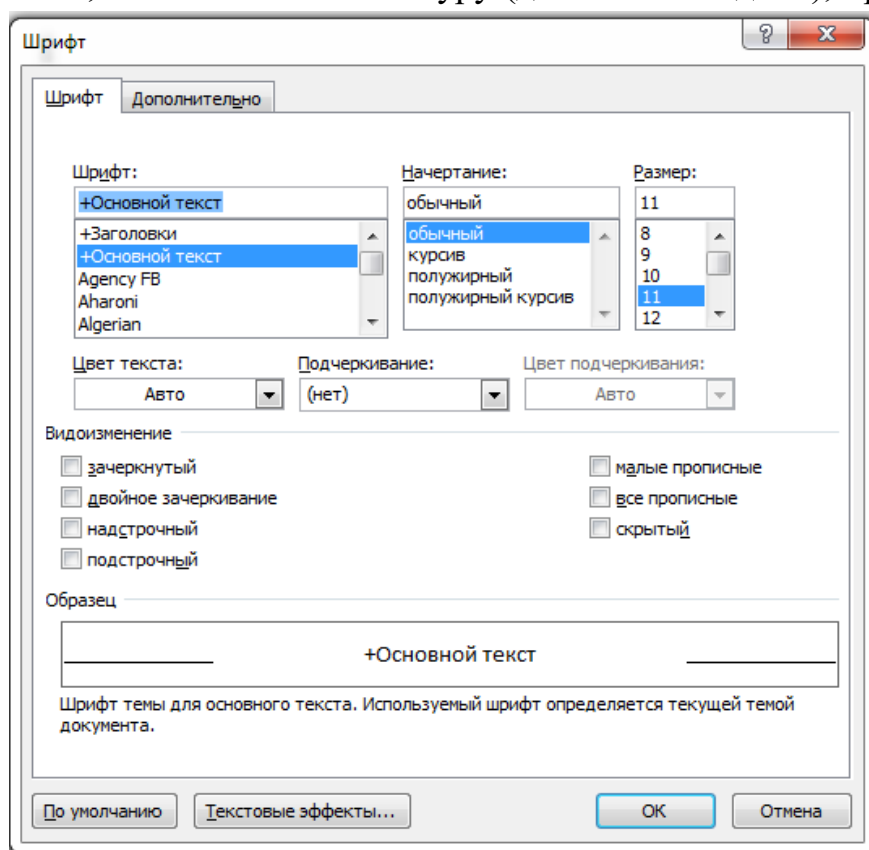 Шрифт
Шрифт Дополнительно
Шрифт: Начертание: Размер:
+Основной текст обычный 11
+Заголовки обычный 8
+Основной текст курсив 9
Agency FB полужирный 10
Aharoni полужирный курсив 11
Algerian 12
Цвет текста: Подчеркивание: Цвет подчеркивания:
Авто (нет) Авто
Видоизменение
зачеркнутый малые прописные
двойное зачеркивание все прописные
надстрочный скрытый
подстрочный
Образец
+Основной текст
Шрифт темы для основного текста. Используемый шрифт определяется текущей темой
документа.
По умолчанию Текстовые эффекты... ОК Отмена